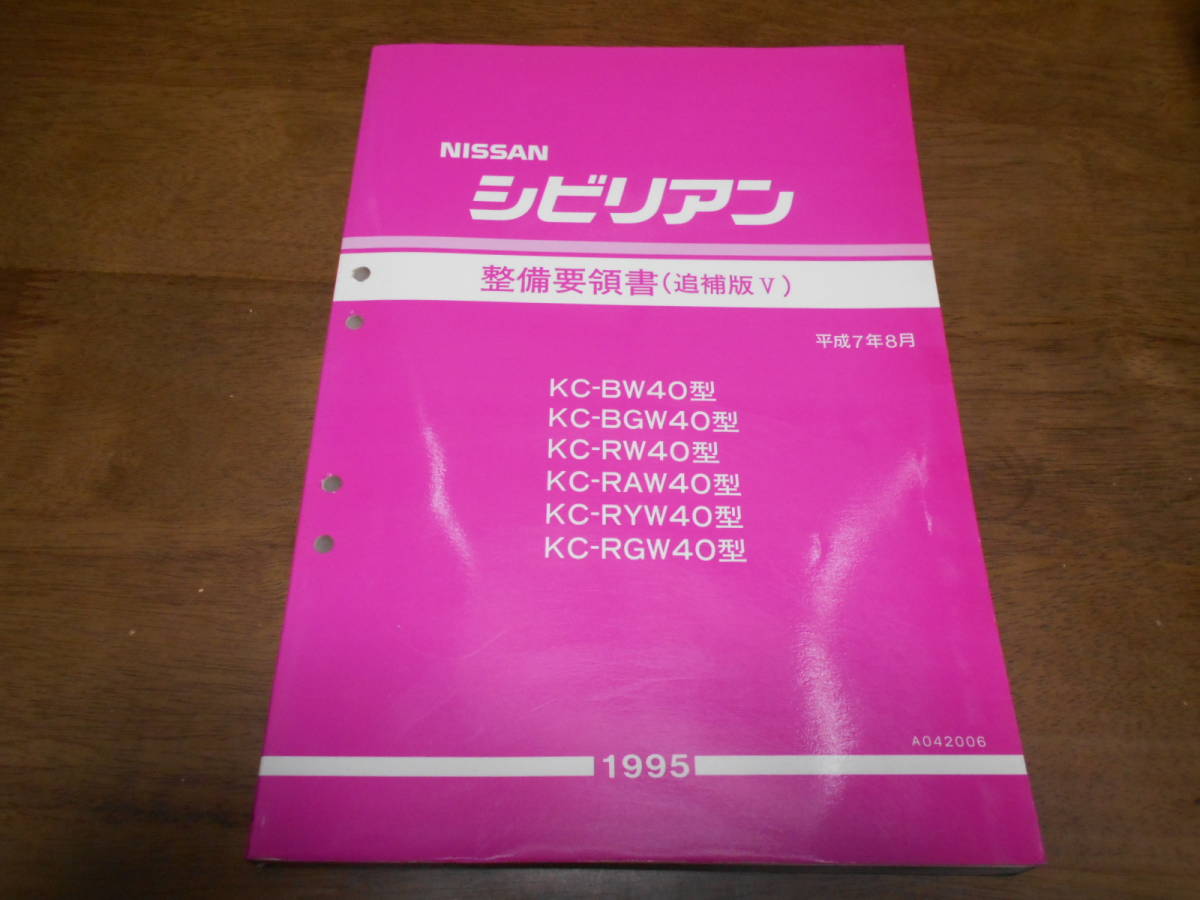 NISSAN
シビリアン
整備要領書(追補版V)
平成7年8月
KC-BW40型
KC-BGW40型
KC-RW40型
KC-RAW40型
KC-RYW40型
KC-RGW40型
A042006
1995